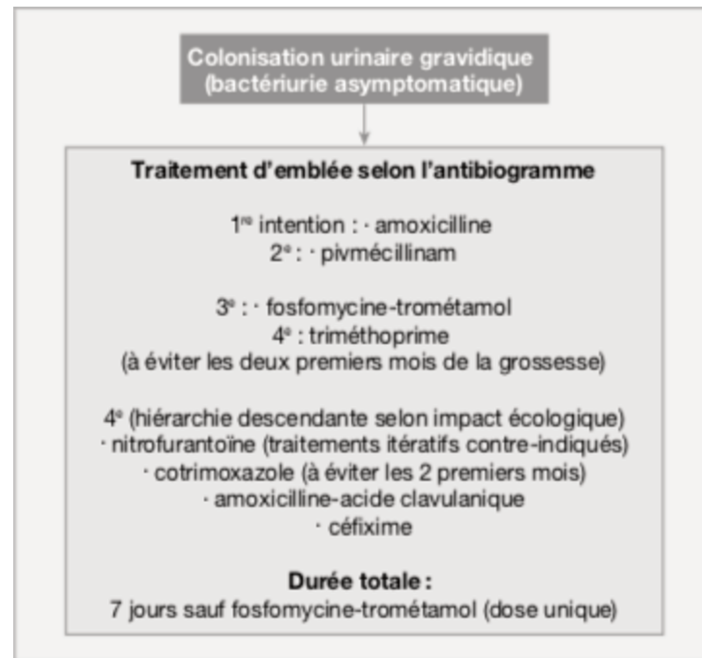 Colonisation urinaire gravidique
(bactériurie asymptomatique)
Traitement d'emblée selon l'antibiogramme
1re intention : · amoxicilline
2e : · pivmécillinam
3e : · fosfomycine-trométamol
4e : triméthoprime
(à éviter les deux premiers mois de la grossesse)
4e (hiérarchie descendante selon impact écologique)
· nitrofurantoïne (traitements itératifs contre-indiqués)
· cotrimoxazole (à éviter les 2 premiers mois)
· amoxicilline-acide clavulanique
· céfixime
Durée totale :
7 jours sauf fosfomycine-trométamol (dose unique)